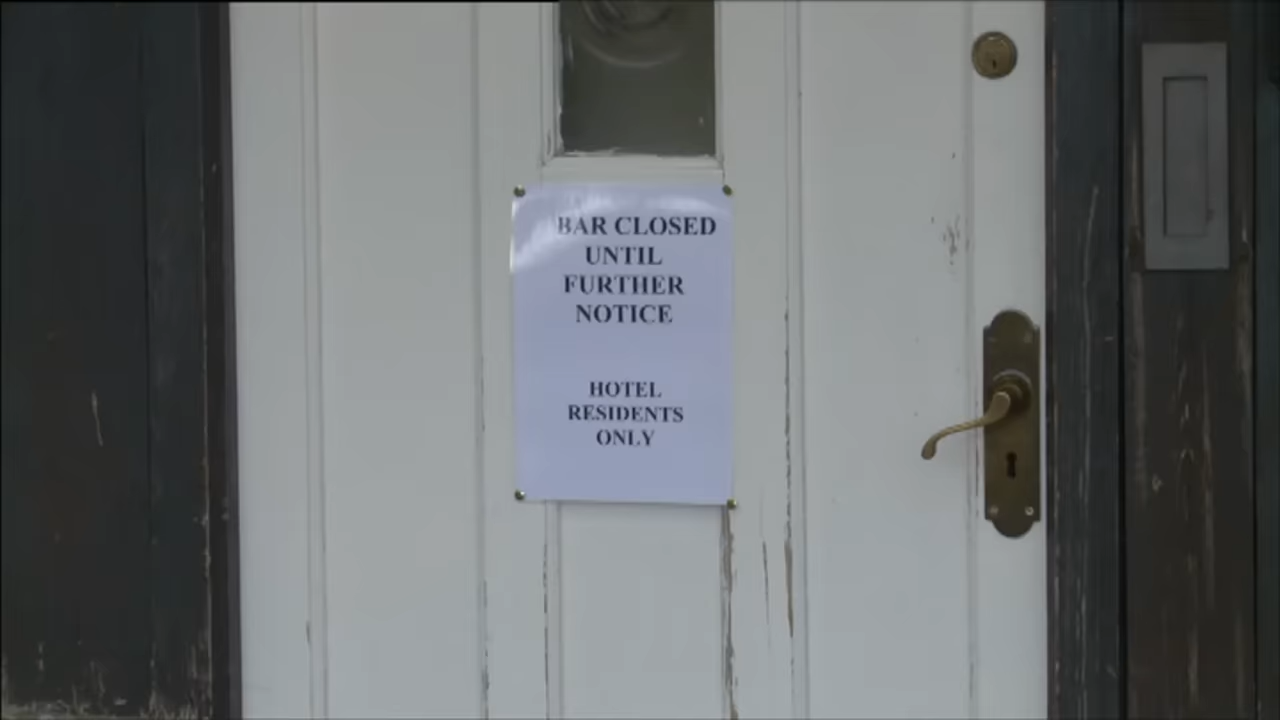 BAR CLOSED
UNTIL
FURTHER
NOTICE
HOTEL
RESIDENTS
ONLY